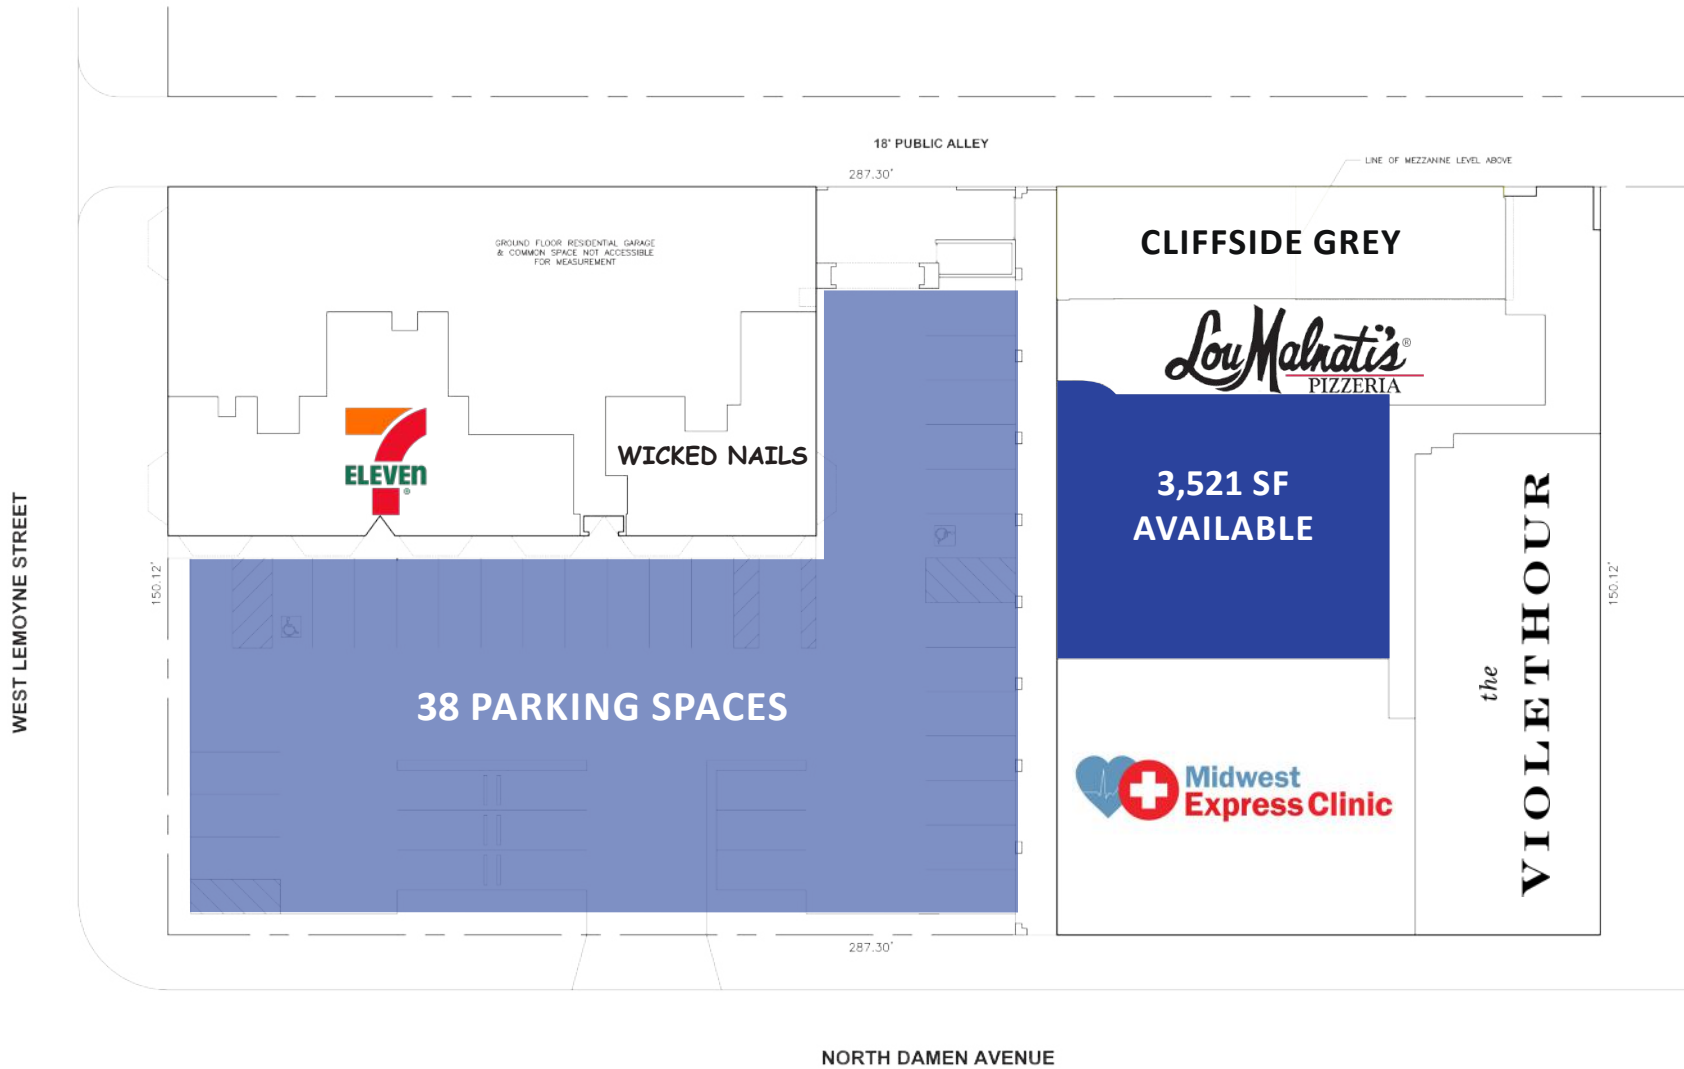 18' PUBLIC ALLEY
287.30'
LINE OF MEZZANINE LEVEL ABOVE
GROUND FLOOR RESIDENTIAL GARAGE
& COMMON SPACE NOT ACCESSIBLE
FOR MEASUREMENT
CLIFFSIDE GREY
Lou Malnati's®
PIZZERIA
7
ELEVEn
®
WICKED NAILS
3,521 SF
AVAILABLE
WEST LEMOYNE STREET
150.12'
150.12'
38 PARKING SPACES
the
VIOLET HOUR
Midwest
Express Clinic
287.30'
NORTH DAMEN AVENUE